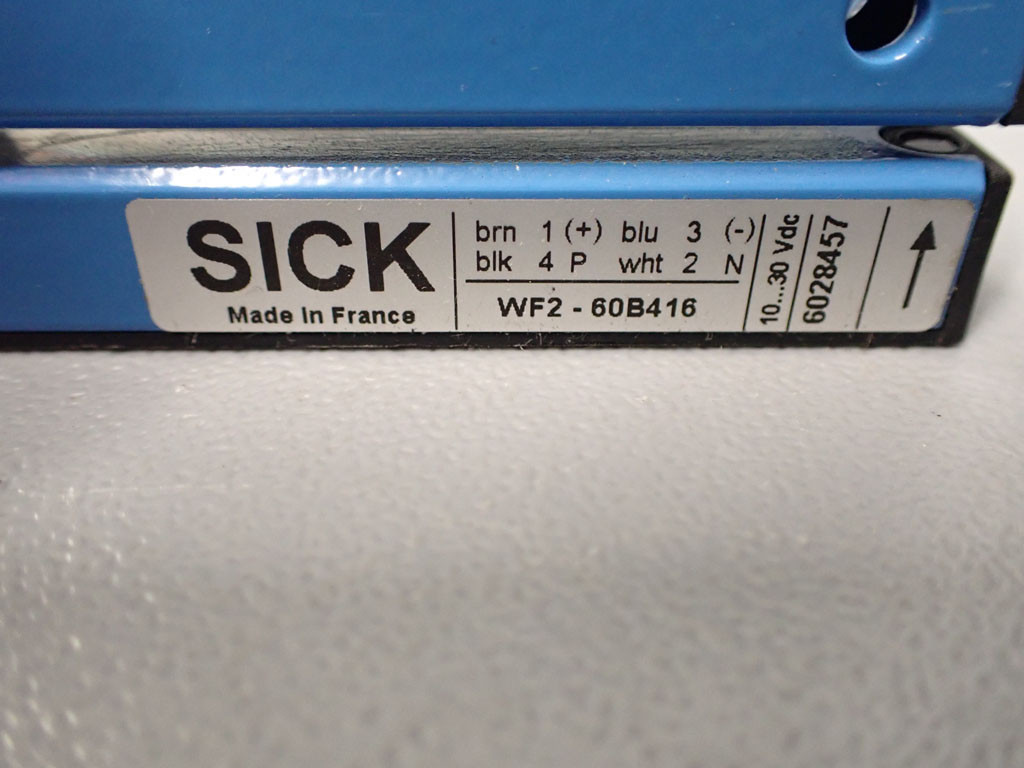 SICK
Made in France
brn 1 (+) blu 3 (-)
blk 4 P wht 2 N
WF2 - 60B416
10...30 Vdc
6028457